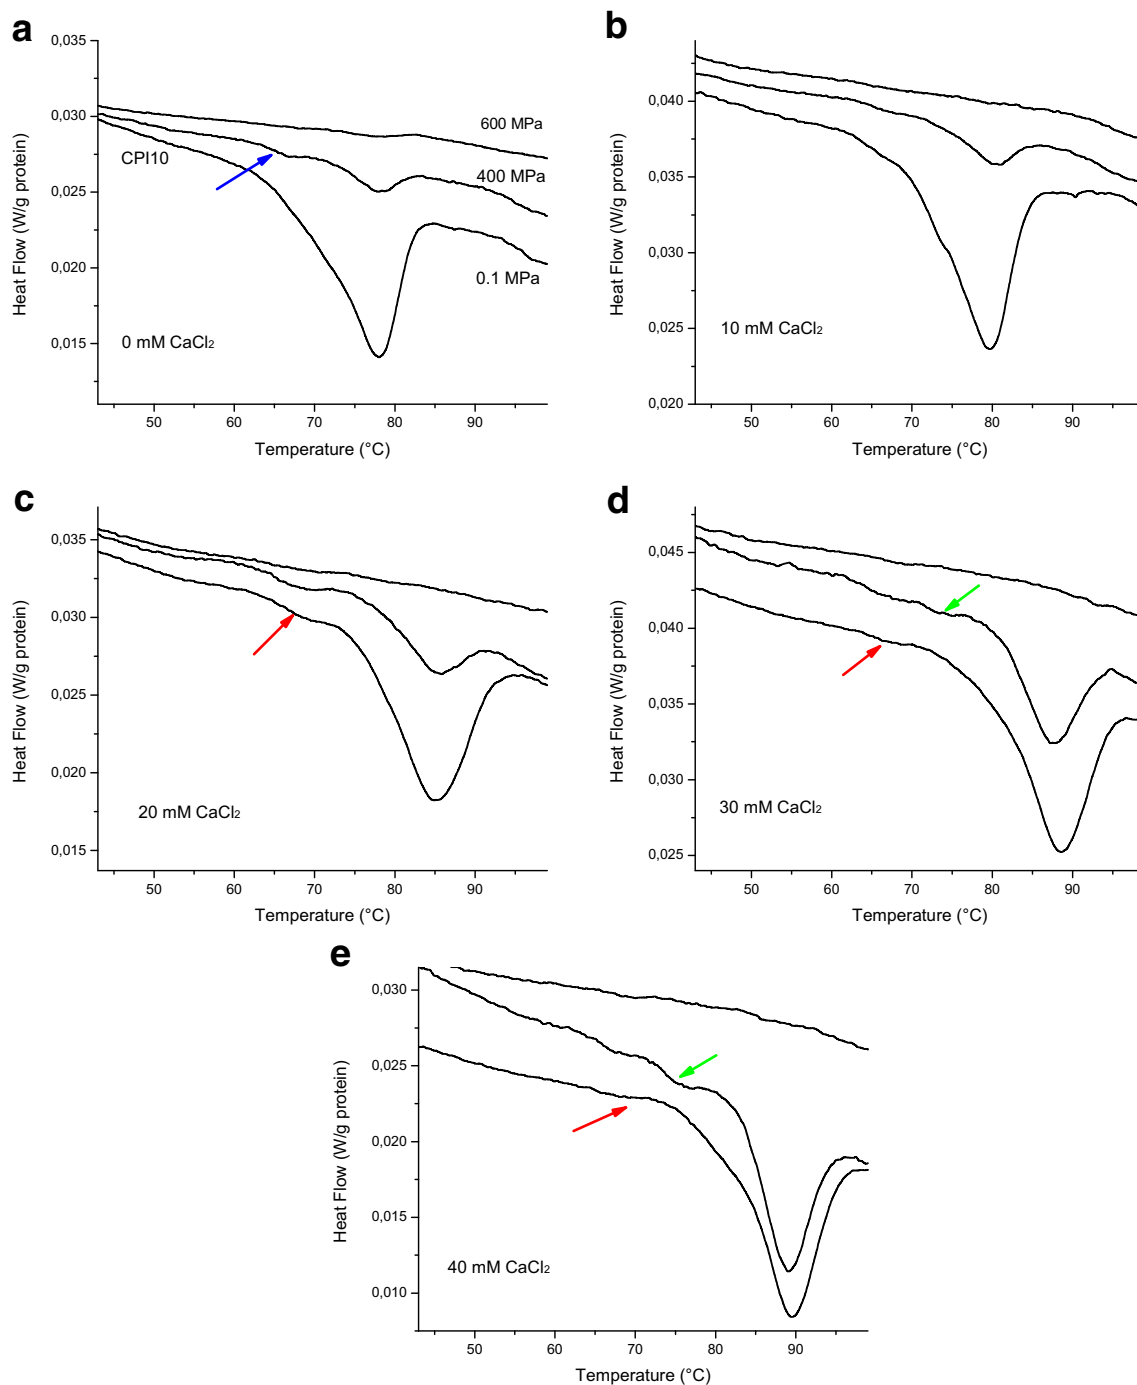 a
0,035
0,030
0,025
0,020
0,015
Heat Flow (W/g protein)
CPI10
600 MPa
400 MPa
0.1 MPa
0 mM CaCl₂
50 60 70 80 90
Temperature (°C)
b
0,040
0,035
0,030
0,025
0,020
Heat Flow (W/g protein)
10 mM CaCl₂
50 60 70 80 90
Temperature (°C)
c
0,035
0,030
0,025
0,020
0,015
Heat Flow (W/g protein)
20 mM CaCl₂
50 60 70 80 90
Temperature (°C)
d
0,045
0,040
0,035
0,030
0,025
Heat Flow (W/g protein)
30 mM CaCl₂
50 60 70 80 90
Temperature (°C)
e
0,030
0,025
0,020
0,015
0,010
Heat Flow (W/g protein)
40 mM CaCl₂
50 60 70 80 90
Temperature (°C)